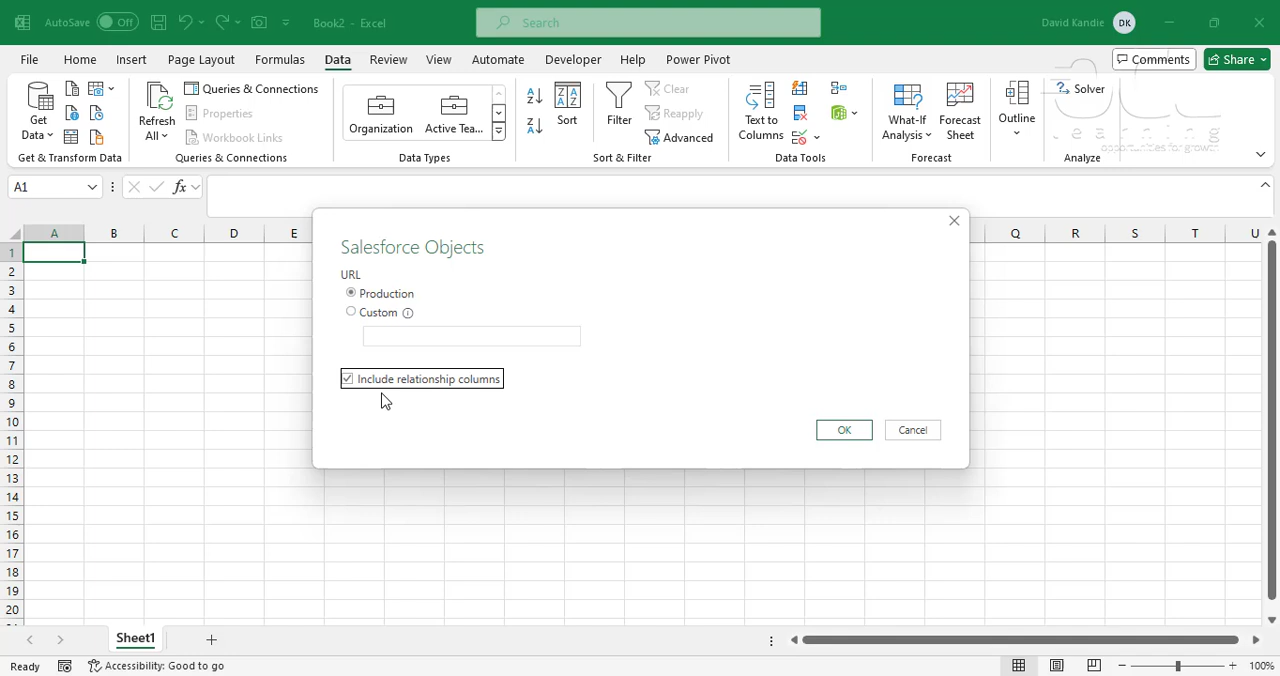 AutoSave Off Book2 - Excel Search David Kandie DK
File Home Insert Page Layout Formulas Data Review View Automate Developer Help Power Pivot Comments Share
Get Data
Refresh All
Queries & Connections
Properties
Workbook Links
Organization
Active Tea...
Sort
Filter
Clear
Reapply
Advanced
Text to Columns
What-If Analysis
Forecast Sheet
Outline
Solver
Learning
opportunities for growth
Get & Transform Data Queries & Connections Data Types Sort & Filter Data Tools Forecast Analyze
A1 fx
A B C D E Q R S T U
1
2
3
4
5
6
7
8
9
10
11
12
13
14
15
16
17
18
19
20
Salesforce Objects
URL
Production
Custom
Include relationship columns
OK Cancel
Sheet1
Ready Accessibility: Good to go 100%